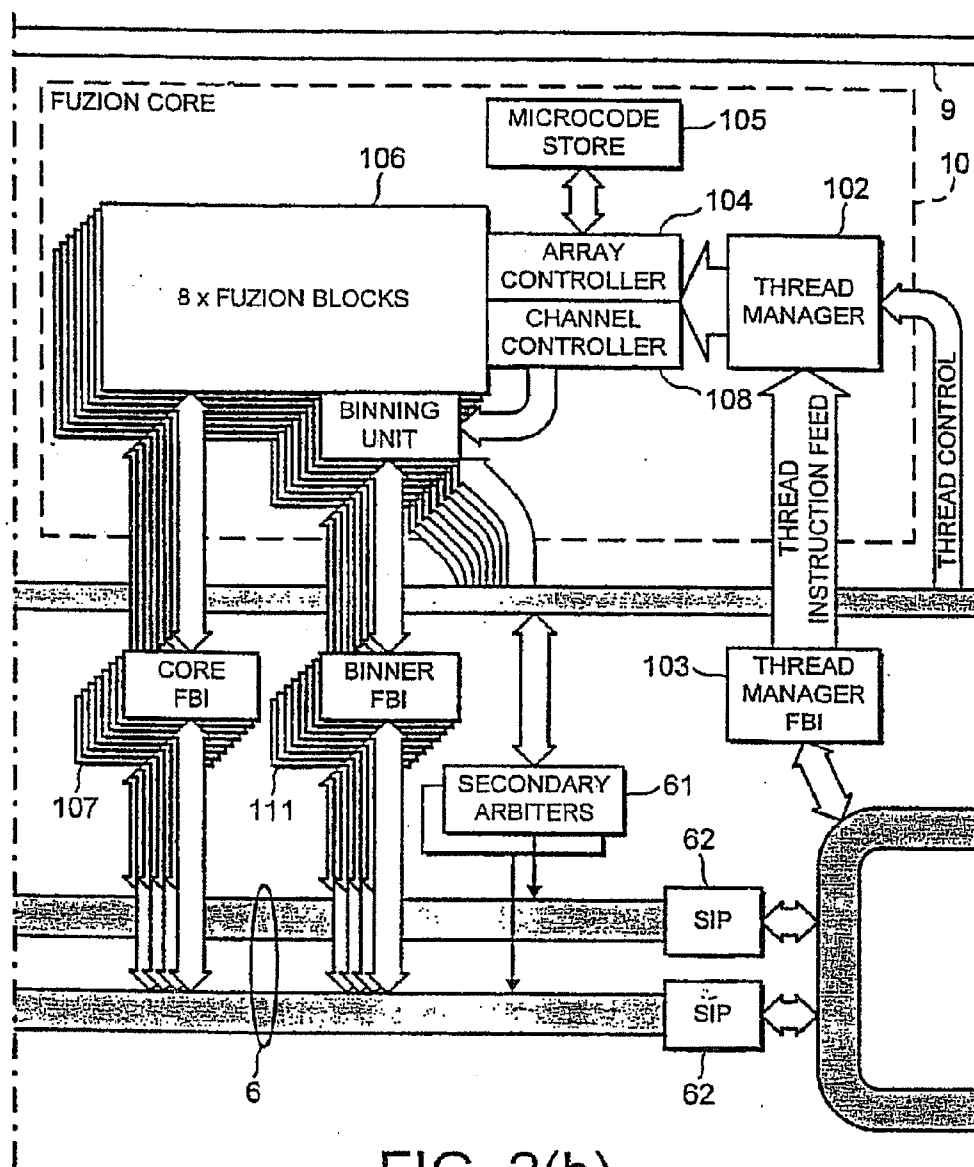 9
FUZION CORE
MICROCODE
STORE
105
10
106
104
102
ARRAY
CONTROLLER
8 x FUZION BLOCKS
THREAD
MANAGER
CHANNEL
CONTROLLER
108
BINNING
UNIT
THREAD
INSTRUCTION FEED
THREAD CONTROL
CORE
FBI
BINNER
FBI
103
THREAD
MANAGER
FBI
107
111
SECONDARY
ARBITERS
61
62
SIP
SIP
6
62
FIG. 2(b)